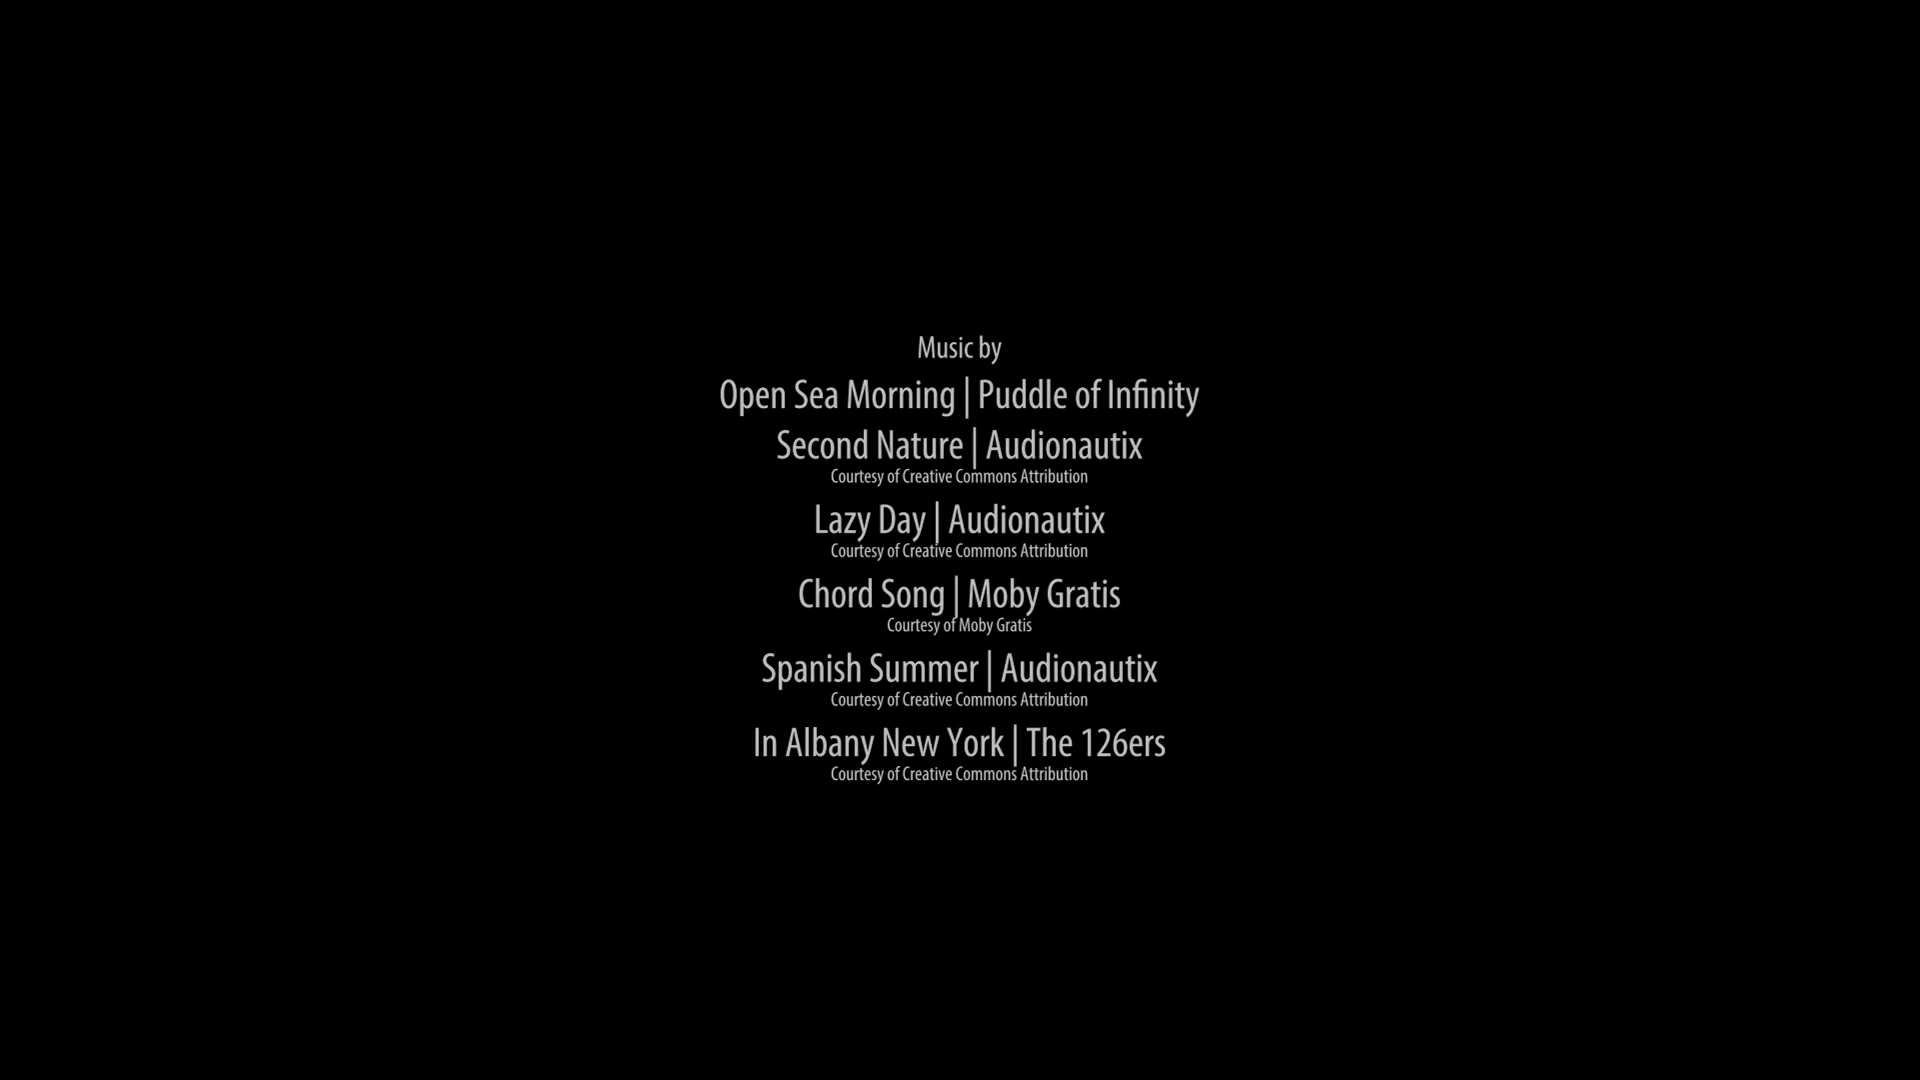 Music by
Open Sea Morning | Puddle of Infinity
Second Nature | Audionautix
Courtesy of Creative Commons Attribution
Lazy Day | Audionautix
Courtesy of Creative Commons Attribution
Chord Song | Moby Gratis
Courtesy of Moby Gratis
Spanish Summer | Audionautix
Courtesy of Creative Commons Attribution
In Albany New York | The 126ers
Courtesy of Creative Commons Attribution